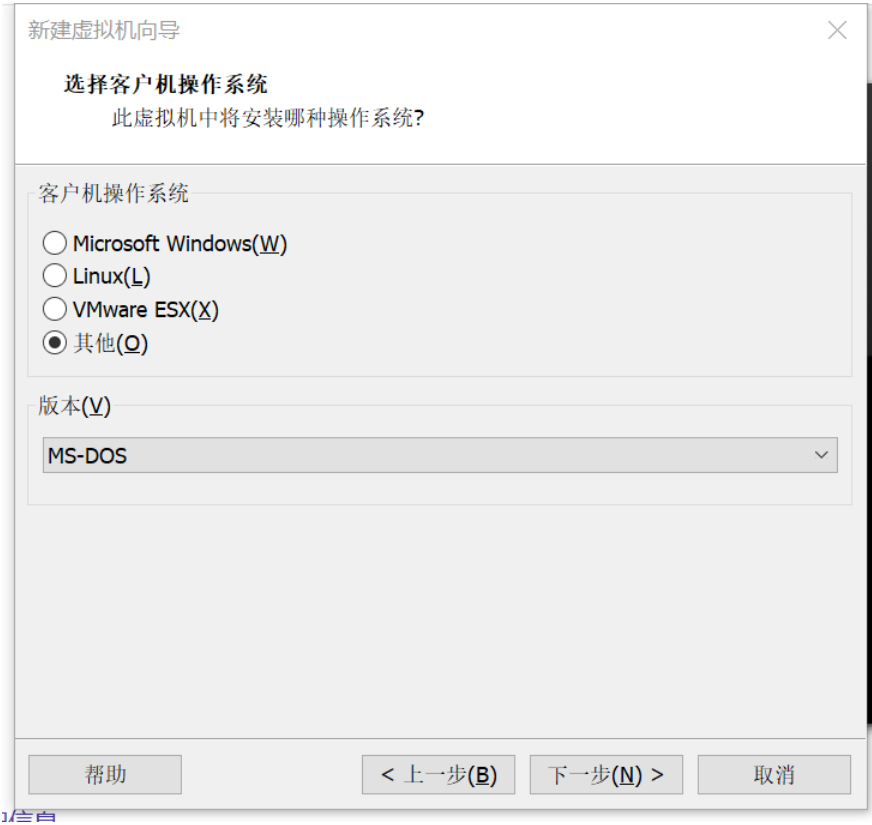 新建虚拟机向导
选择客户机操作系统
此虚拟机中将安装哪种操作系统?
客户机操作系统
Microsoft Windows(W)
Linux(L)
VMware ESX(X)
其他(O)
版本(V)
MS-DOS
帮助 < 上一步(B) 下一步(N) > 取消
信息